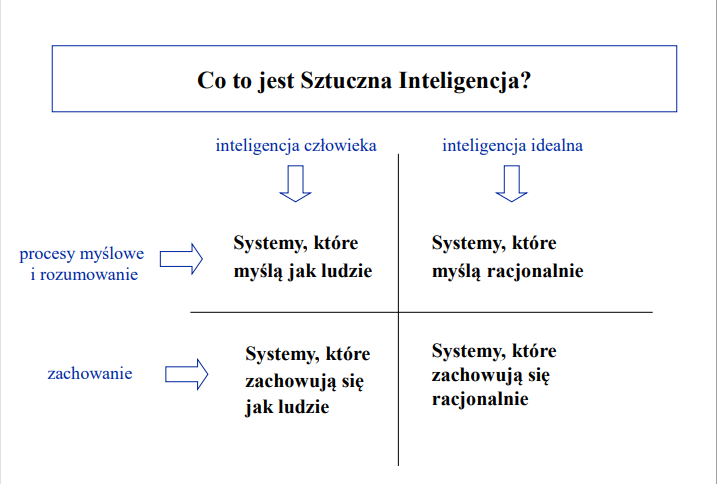 Co to jest Sztuczna Inteligencja?
inteligencja człowieka
inteligencja idealna
procesy myślowe
i rozumowanie
Systemy, które
myślą jak ludzie
Systemy, które
myślą racjonalnie
zachowanie
Systemy, które
zachowują się
jak ludzie
Systemy, które
zachowują się
racjonalnie